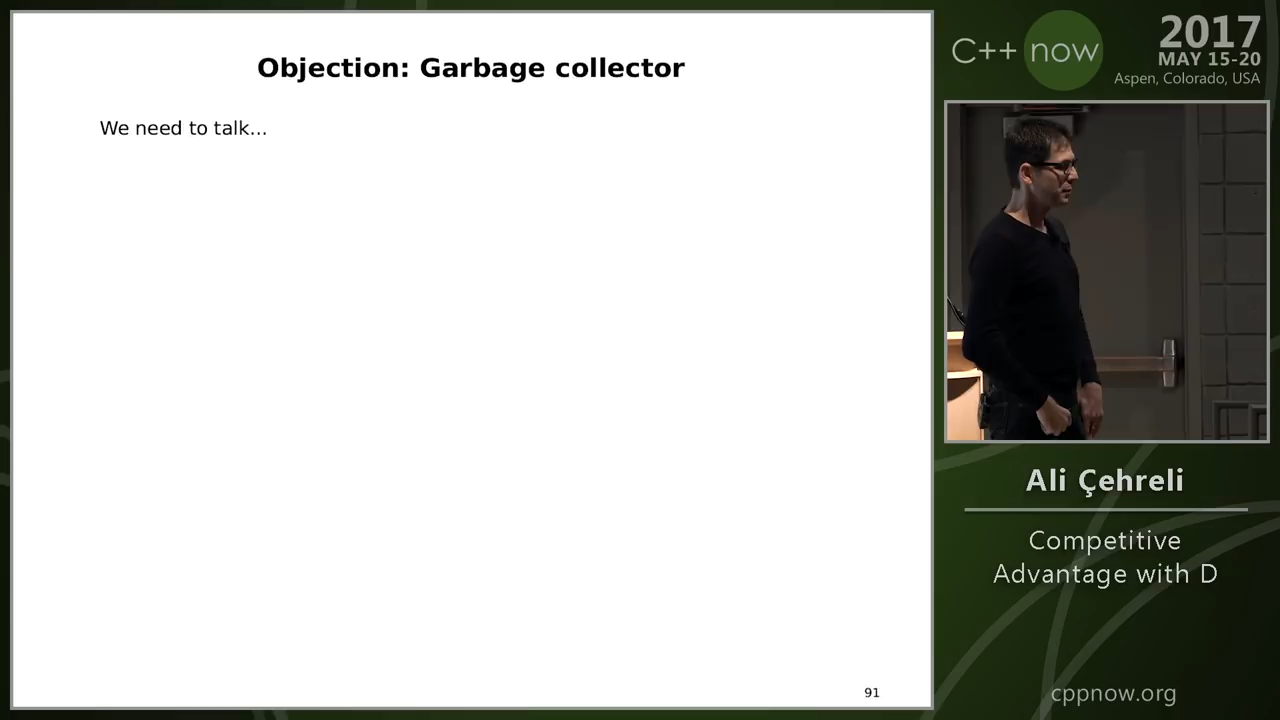 Objection: Garbage collector
We need to talk...
91
C++ now
2017
MAY 15-20
Aspen, Colorado, USA
Ali Çehreli
Competitive
Advantage with D
cppnow.org